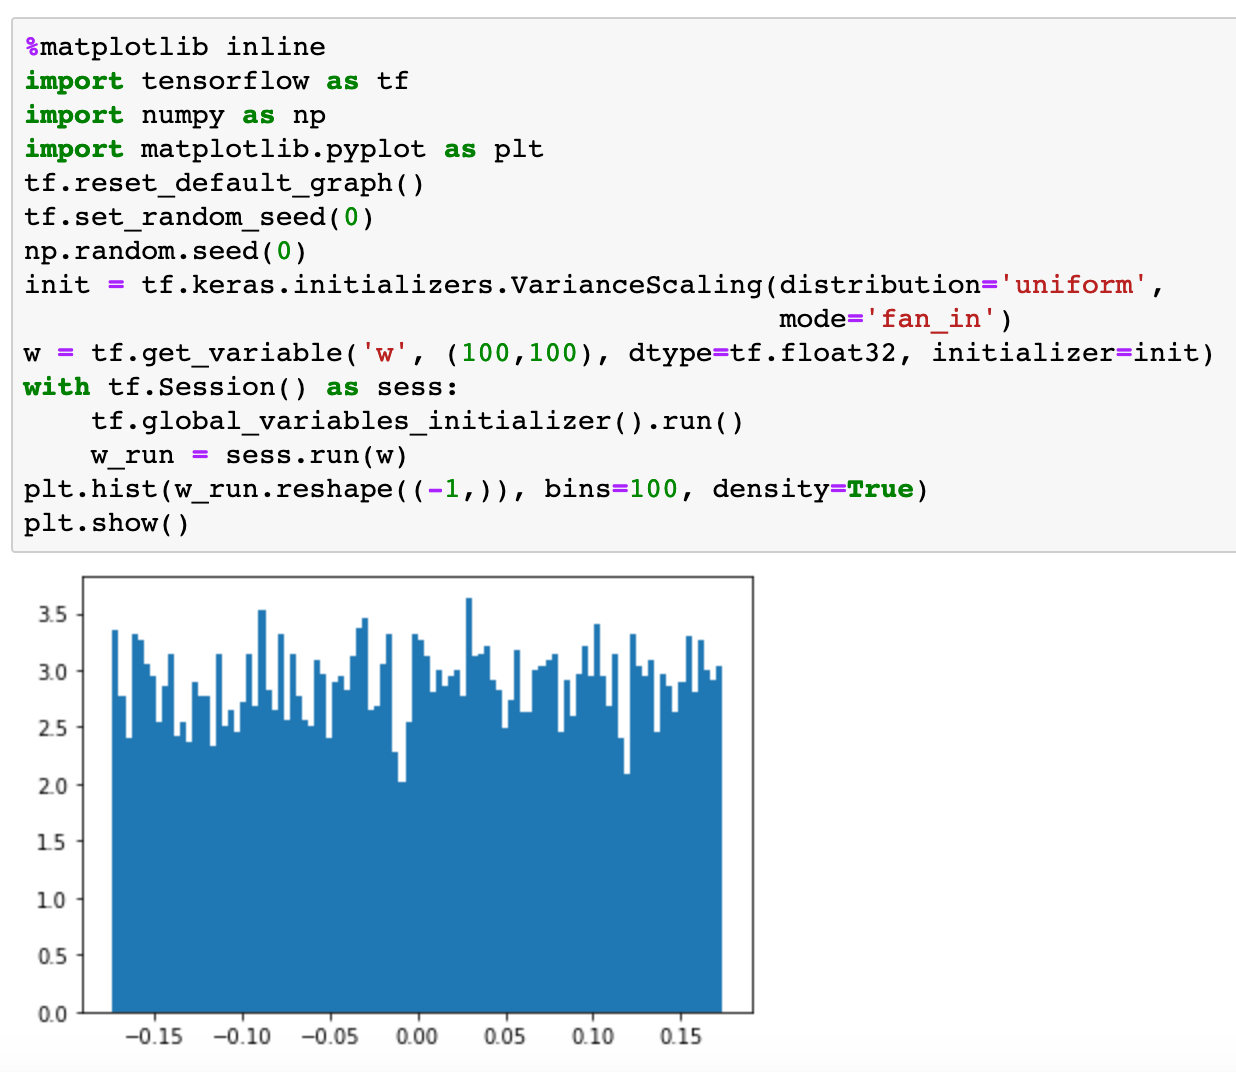 %matplotlib inline
import tensorflow as tf
import numpy as np
import matplotlib.pyplot as plt
tf.reset_default_graph()
tf.set_random_seed(0)
np.random.seed(0)
init = tf.keras.initializers.VarianceScaling(distribution='uniform',
                                             mode='fan_in')
w = tf.get_variable('w', (100,100), dtype=tf.float32, initializer=init)
with tf.Session() as sess:
    tf.global_variables_initializer().run()
    w_run = sess.run(w)
plt.hist(w_run.reshape((-1,)), bins=100, density=True)
plt.show()
3.5
3.0
2.5
2.0
1.5
1.0
0.5
0.0
−0.15 −0.10 −0.05 0.00 0.05 0.10 0.15